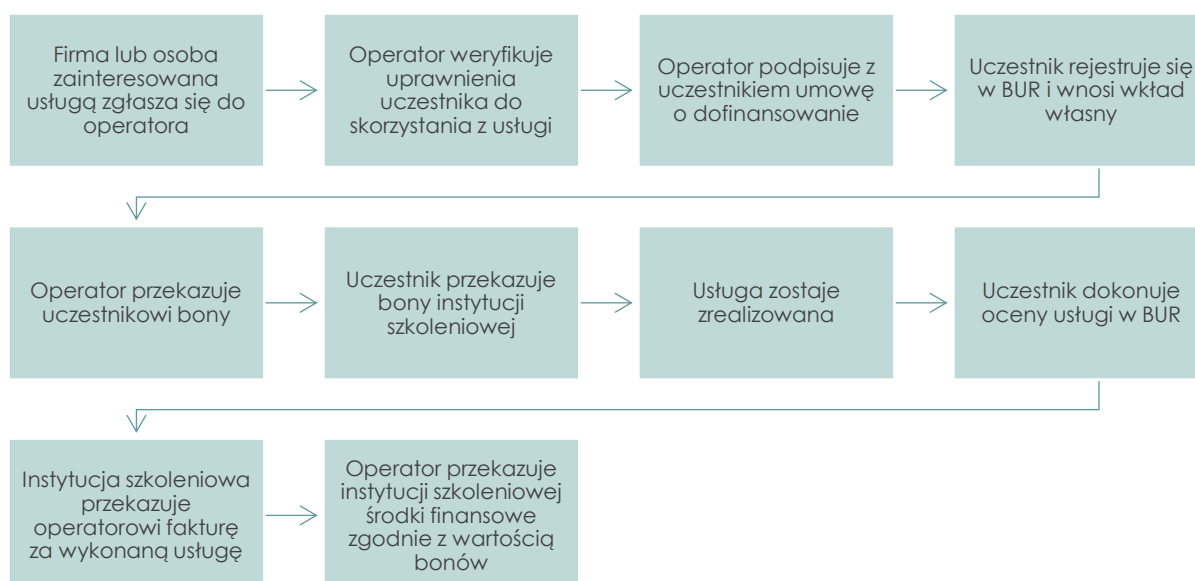 Firma lub osoba
zainteresowana
usługą zgłasza się do
operatora
Operator weryfikuje
uprawnienia
uczestnika do
skorzystania z usługi
Operator podpisuje z
uczestnikiem umowę
o dofinansowanie
Uczestnik rejestruje się
w BUR i wnosi wkład
własny
Operator przekazuje
uczestnikowi bony
Uczestnik przekazuje
bony instytucji
szkoleniowej
Usługa zostaje
zrealizowana
Uczestnik dokonuje
oceny usługi w BUR
Instytucja szkoleniowa
przekazuje
operatorowi fakturę
za wykonaną usługę
Operator przekazuje
instytucji szkoleniowej
środki finansowe
zgodnie z wartością
bonów